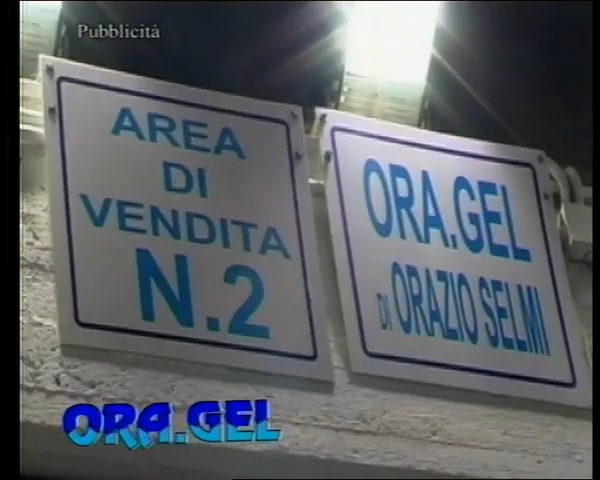 Pubblicità
AREA
DI
VENDITA
N.2
ORA.GEL
DI ORAZIO SELMI
ORA.GEL